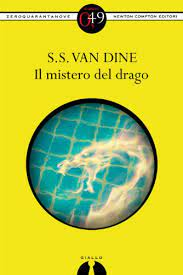 ZEROQUARANTANOVE
0,49
NEWTON COMPTON EDITORI
S.S. VAN DINE
Il mistero del drago
GIALLO